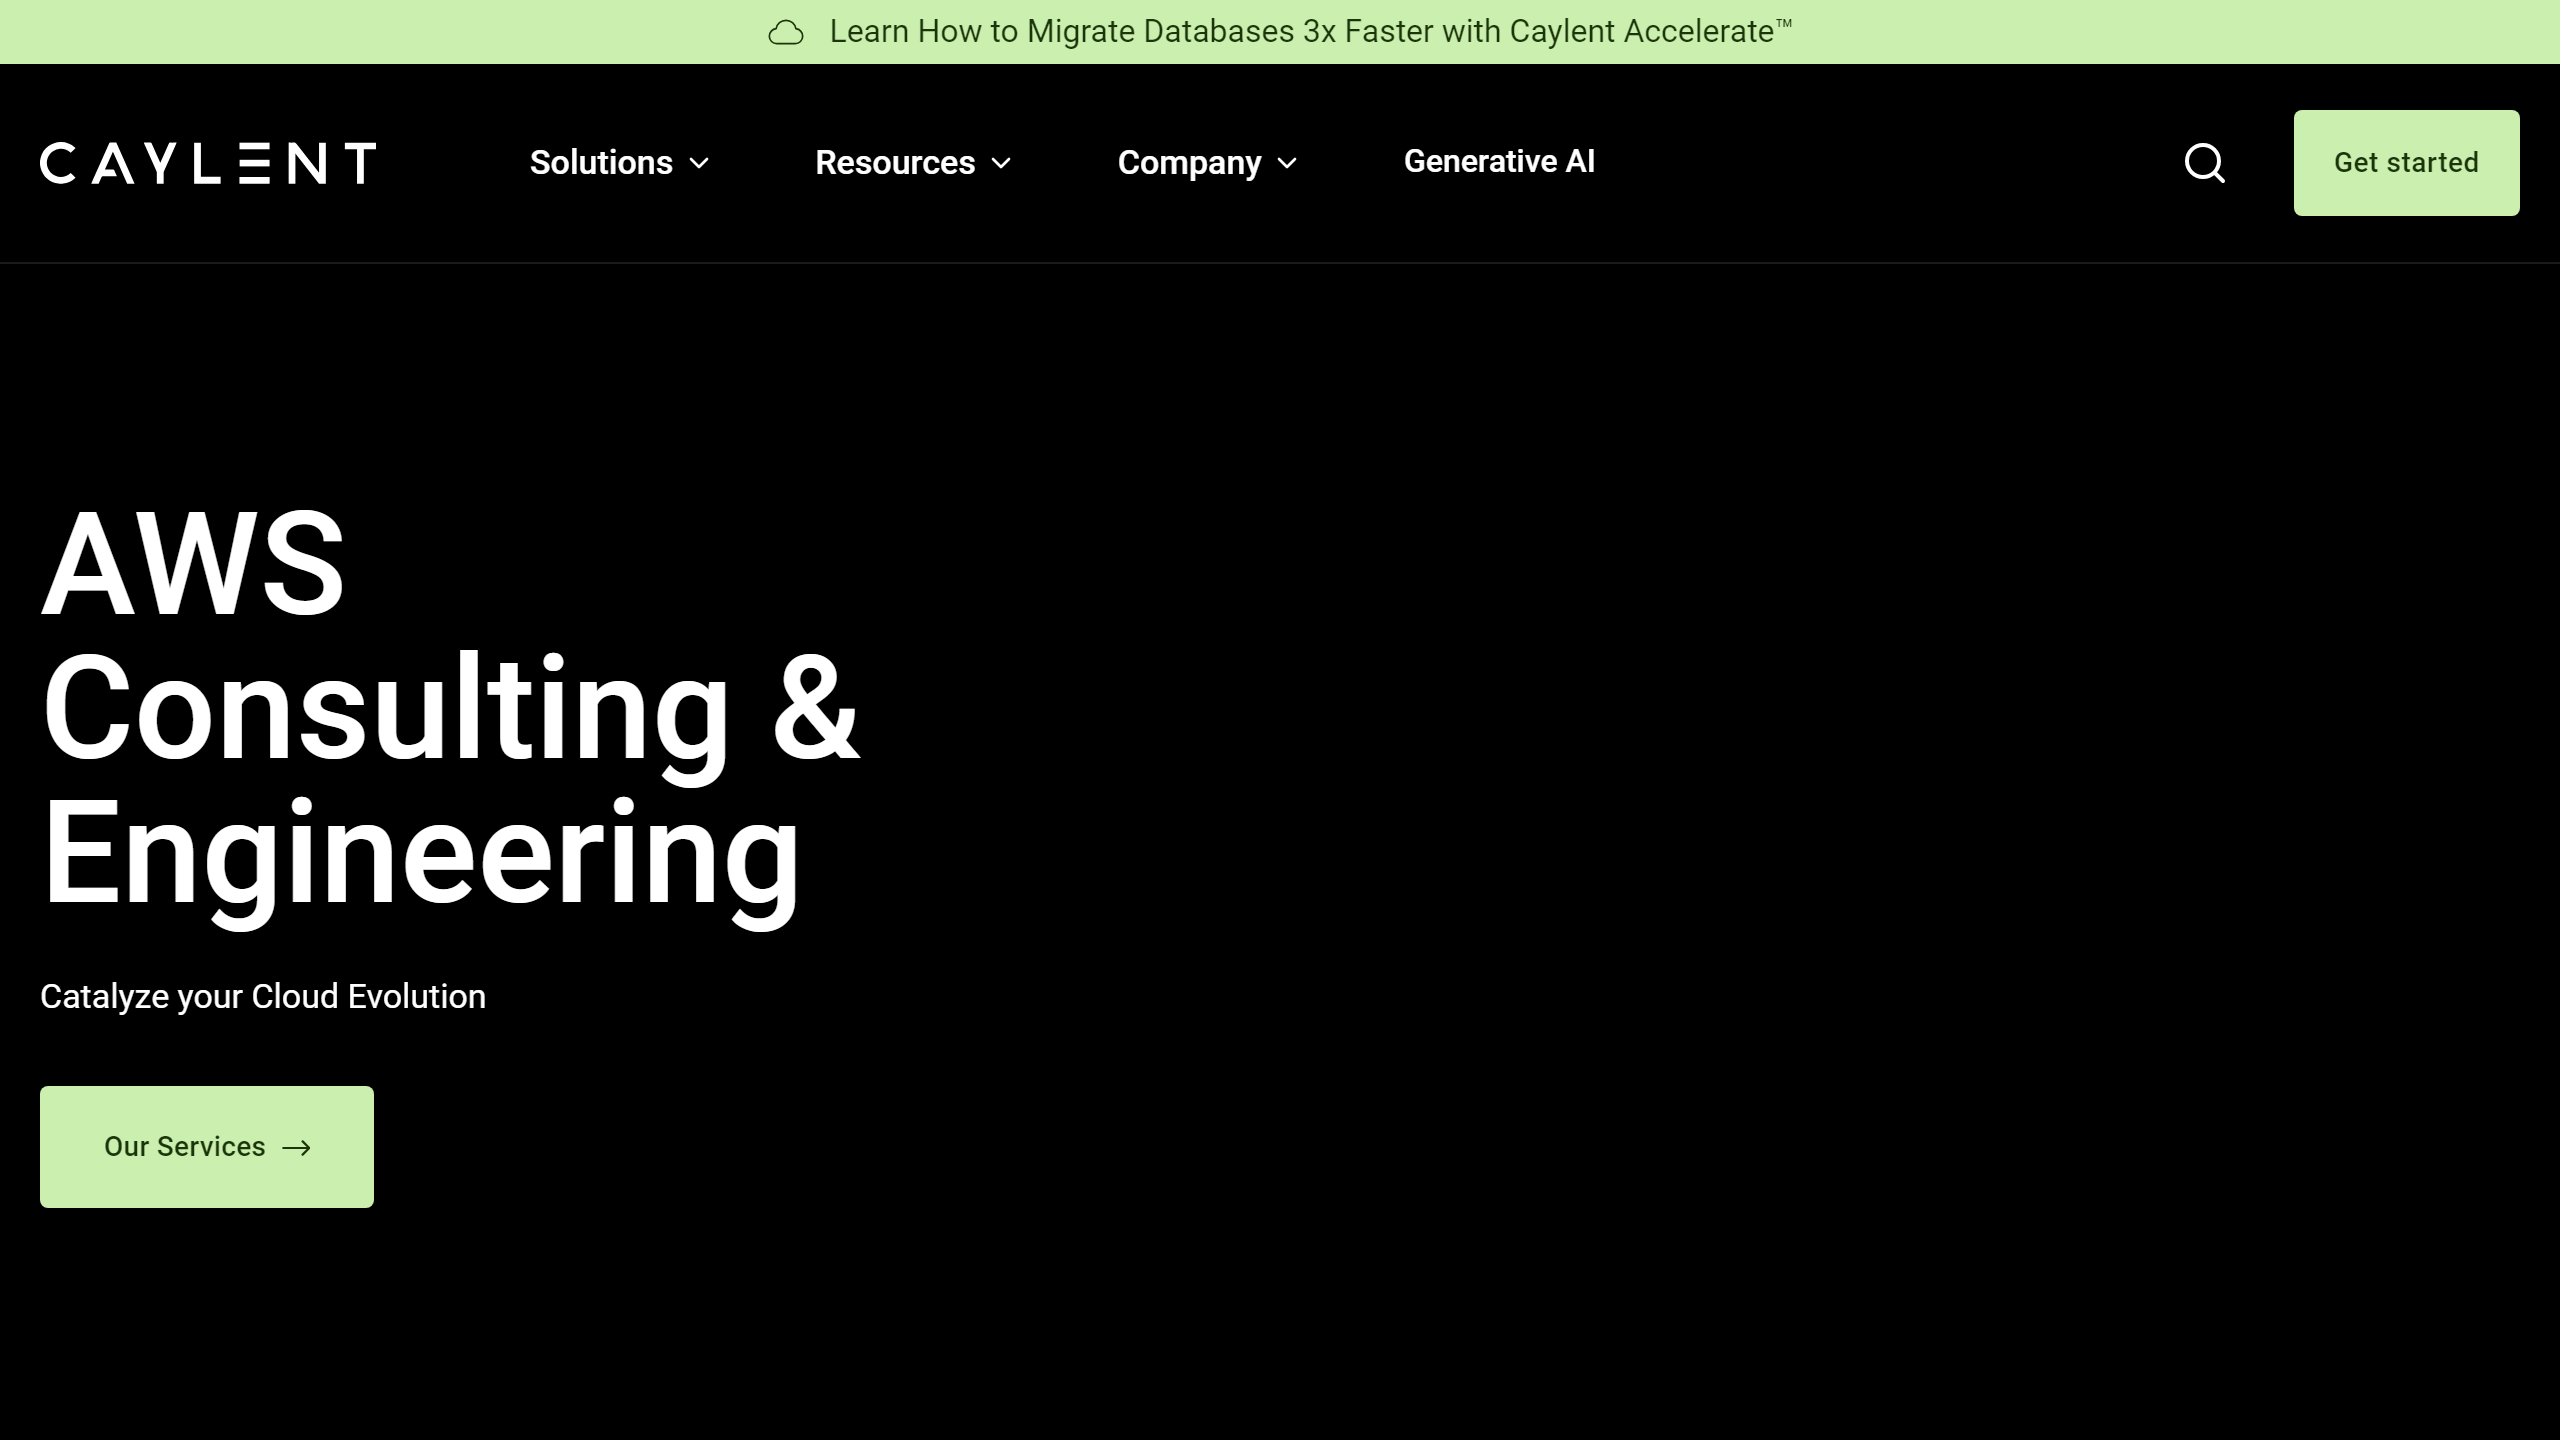 Learn How to Migrate Databases 3x Faster with Caylent Accelerate™
CAYLENT
Solutions
Resources
Company
Generative AI
Get started
AWS
Consulting &
Engineering
Catalyze your Cloud Evolution
Our Services →